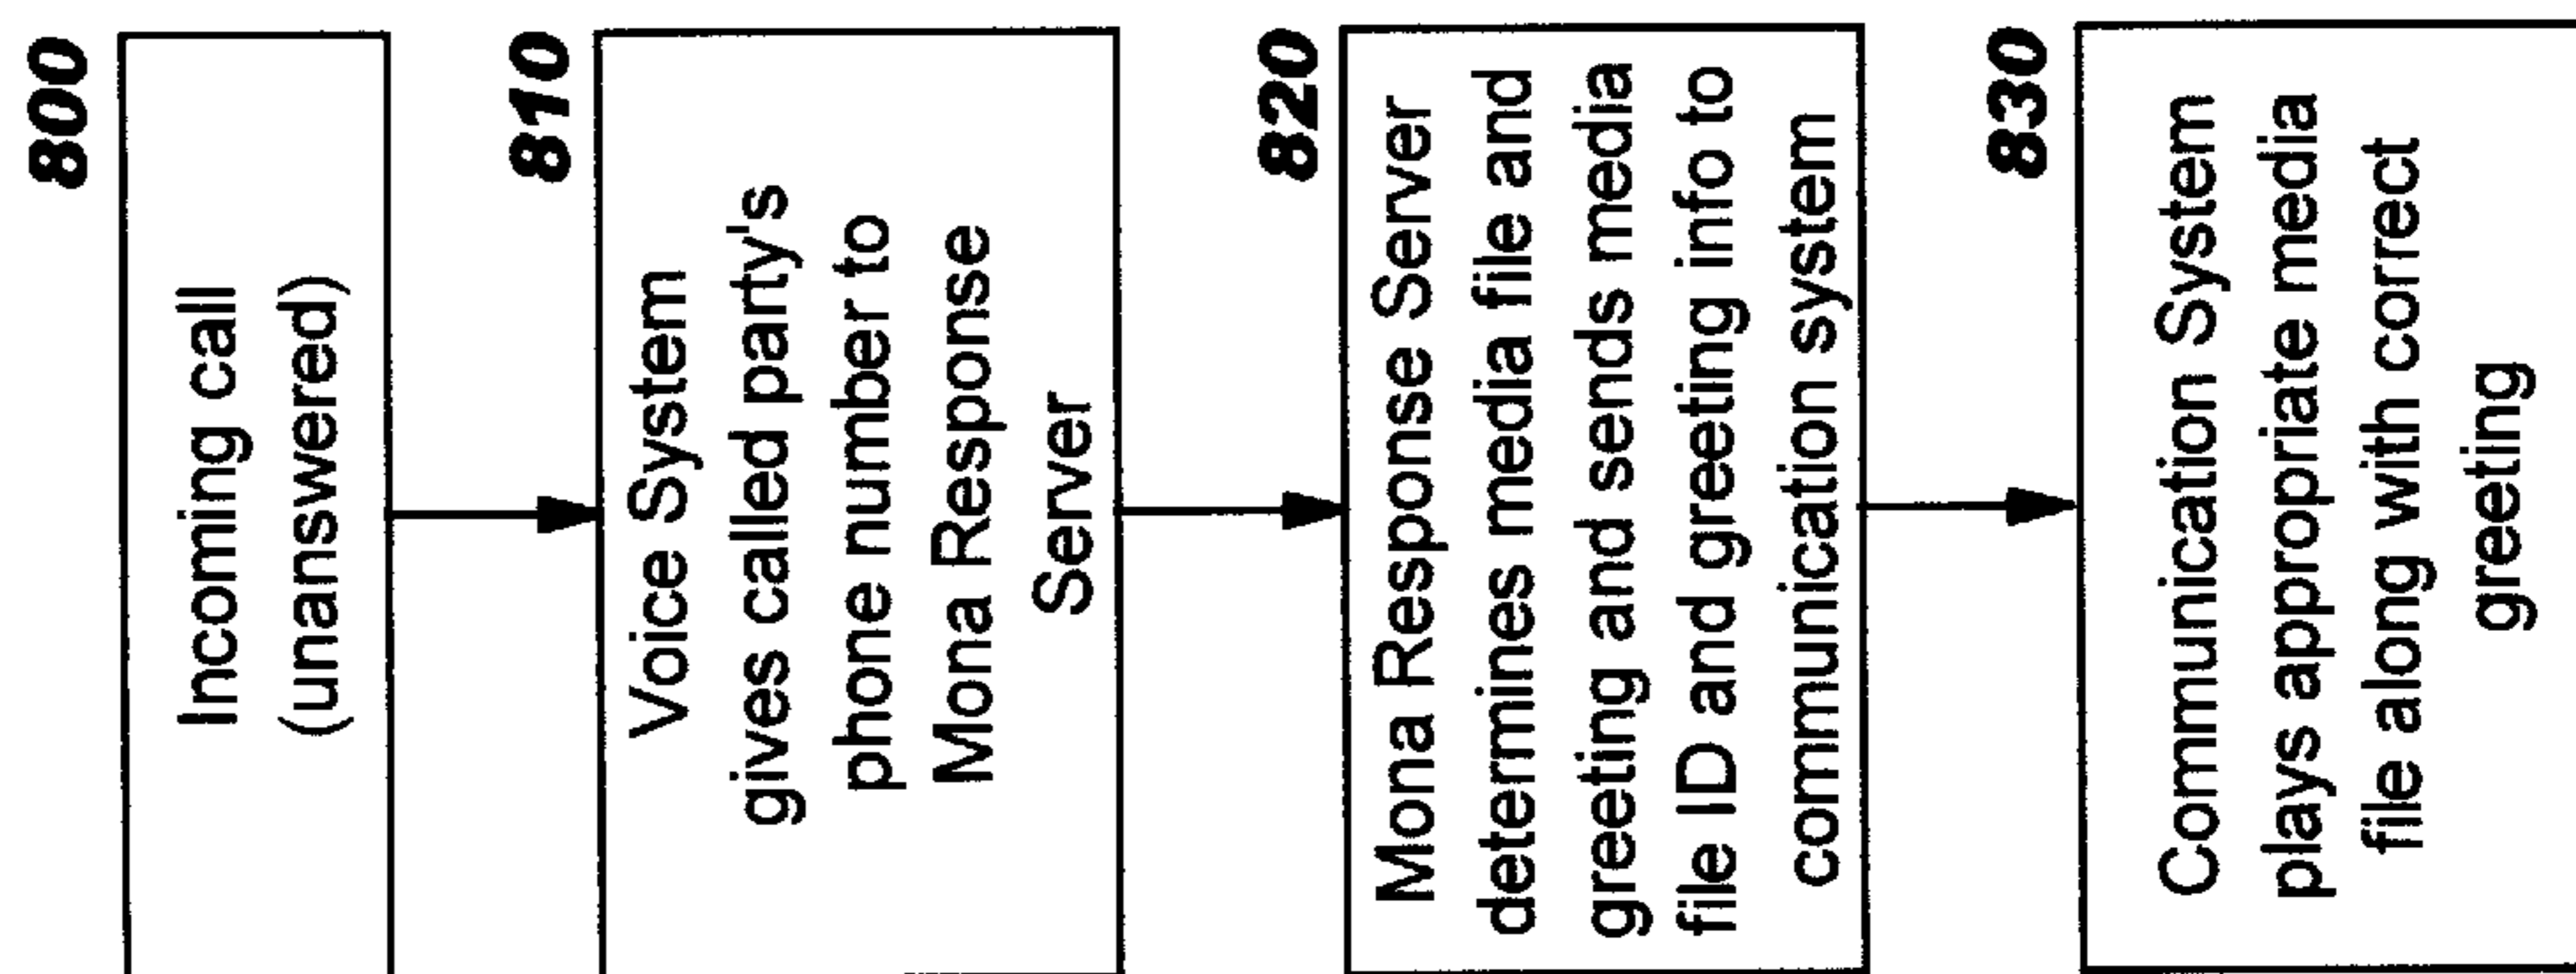 800
Incoming call
(unanswered)
810
Voice System
gives called party's
phone number to
Mona Response
Server
820
Mona Response Server
determines media file and
greeting and sends media
file ID and greeting info to
communication system
830
Communication System
plays appropriate media
file along with correct
greeting